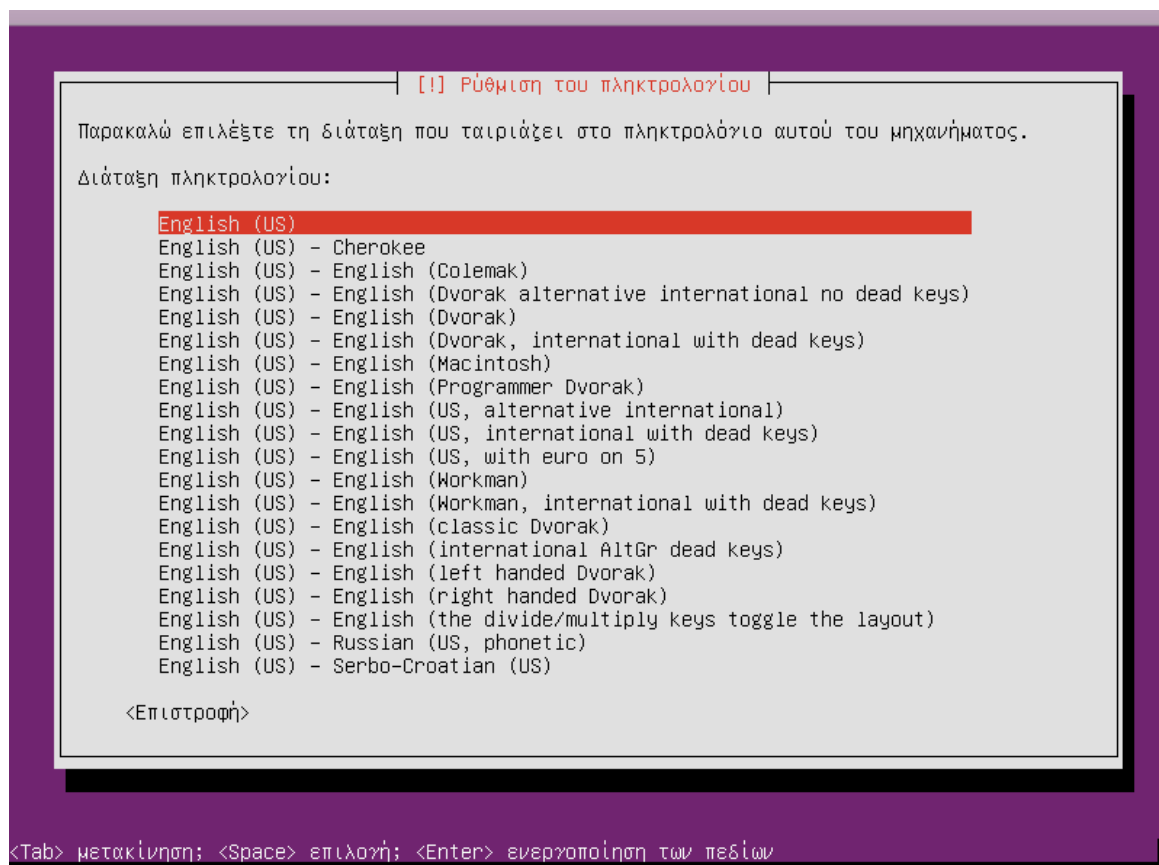 [!] Ρύθμιση του πληκτρολογίου
Παρακαλώ επιλέξτε τη διάταξη που ταιριάζει στο πληκτρολόγιο αυτού του μηχανήματος.
Διάταξη πληκτρολογίου:
English (US)
English (US) – Cherokee
English (US) – English (Colemak)
English (US) – English (Dvorak alternative international no dead keys)
English (US) – English (Dvorak)
English (US) – English (Dvorak, international with dead keys)
English (US) – English (Macintosh)
English (US) – English (Programmer Dvorak)
English (US) – English (US, alternative international)
English (US) – English (US, international with dead keys)
English (US) – English (US, with euro on 5)
English (US) – English (Workman)
English (US) – English (Workman, international with dead keys)
English (US) – English (classic Dvorak)
English (US) – English (international AltGr dead keys)
English (US) – English (left handed Dvorak)
English (US) – English (right handed Dvorak)
English (US) – English (the divide/multiply keys toggle the layout)
English (US) – Russian (US, phonetic)
English (US) – Serbo-Croatian (US)
<Επιστροφή>
<Tab> μετακίνηση; <Space> επιλογή; <Enter> ενεργοποίηση των πεδίων